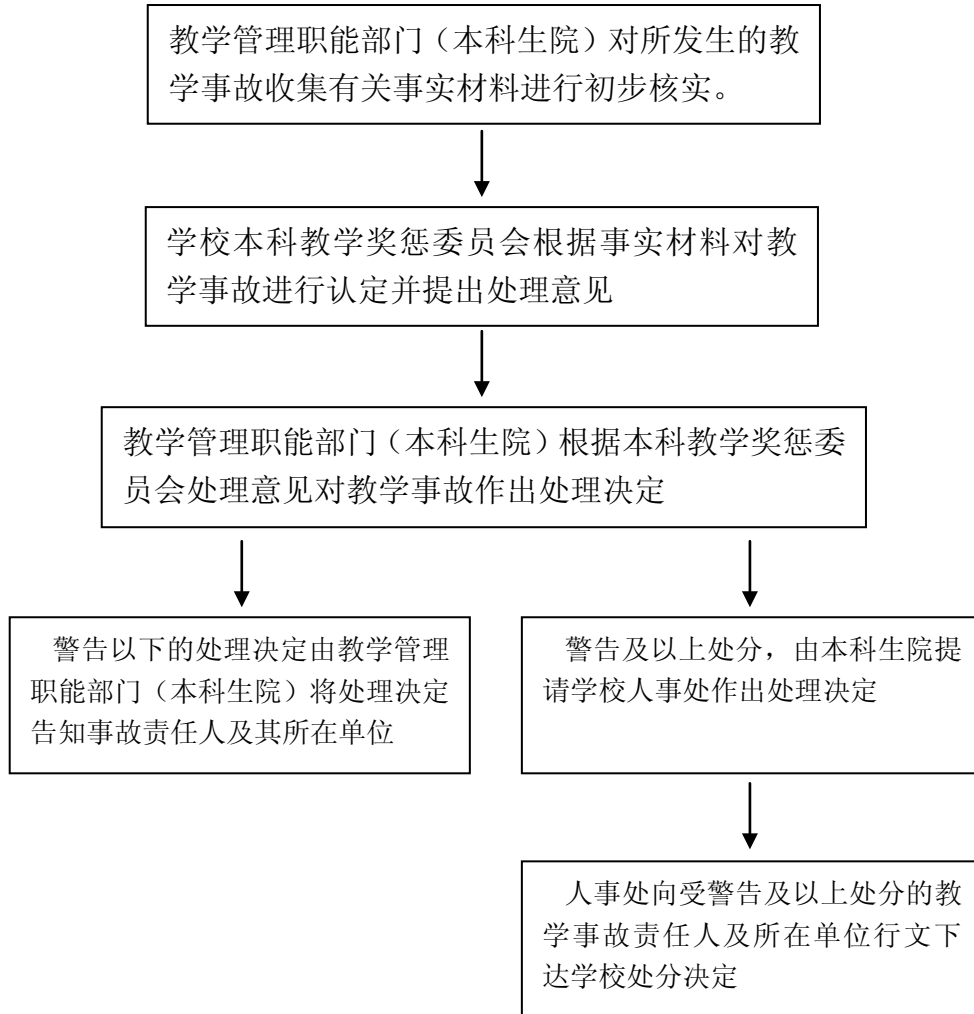 教学管理职能部门（本科生院）对所发生的教
学事故收集有关事实材料进行初步核实。
学校本科教学奖惩委员会根据事实材料对教
学事故进行认定并提出处理意见
教学管理职能部门（本科生院）根据本科教学奖惩委
员会处理意见对教学事故作出处理决定
警告以下的处理决定由教学管理
职能部门（本科生院）将处理决定
告知事故责任人及其所在单位
警告及以上处分，由本科生院提
请学校人事处作出处理决定
人事处向受警告及以上处分的教
学事故责任人及所在单位行文下
达学校处分决定